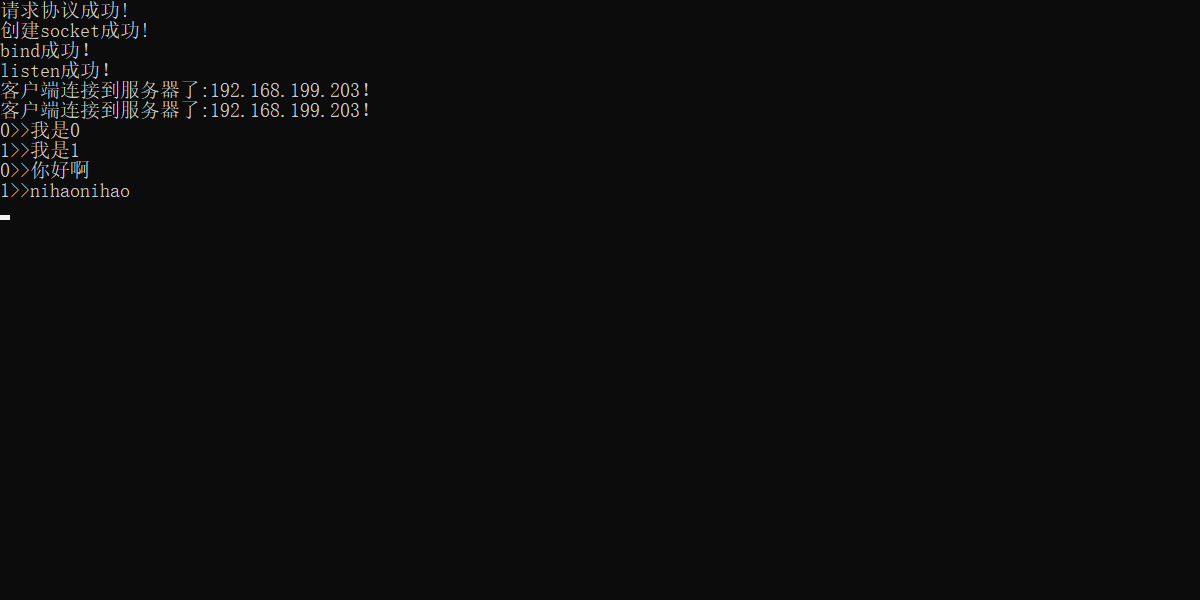 请求协议成功!
创建socket成功!
bind成功!
listen成功!
客户端连接到服务器了:192.168.199.203!
客户端连接到服务器了:192.168.199.203!
0>>我是0
1>>我是1
0>>你好啊
1>>nihaonihao